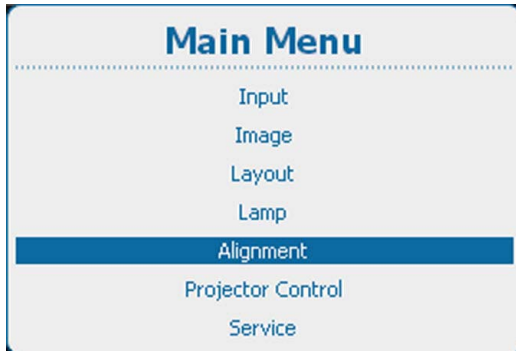 Main Menu
Input
Image
Layout
Lamp
Alignment
Projector Control
Service